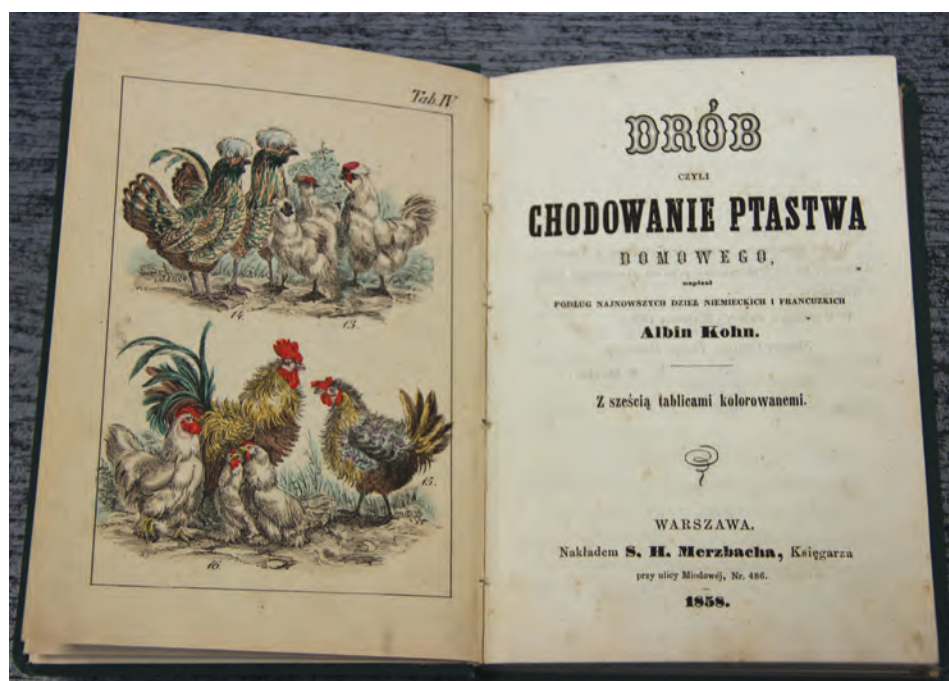 Tab. IV
14.
13.
15.
16.
DRÓB
CZYLI
CHODOWANIE PTASTWA
DOMOWEGO,
napisał
PODŁUG NAJNOWSZYCH DZIEŁ NIEMIECKICH I FRANCUZKICH
Albin Kohn.
Z sześcią tablicami kolorowanemi.
WARSZAWA.
Nakładem S. H. Merzbacha, Księgarza
przy ulicy Miodowéj, Nr. 486.
1858.